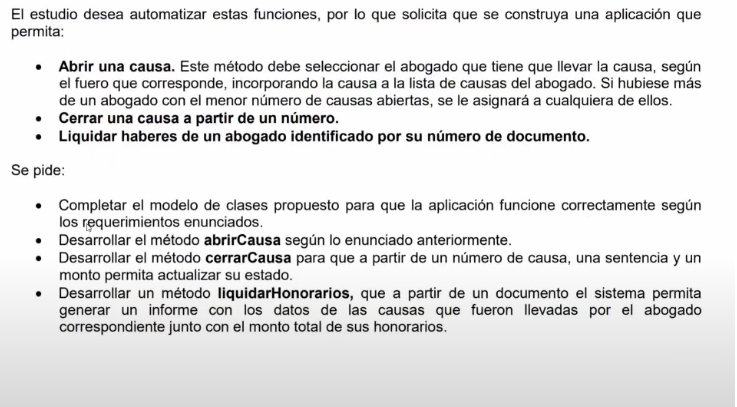 El estudio desea automatizar estas funciones, por lo que solicita que se construya una aplicación que
permita:
• Abrir una causa. Este método debe seleccionar el abogado que tiene que llevar la causa, según
el fuero que corresponde, incorporando la causa a la lista de causas del abogado. Si hubiese más
de un abogado con el menor número de causas abiertas, se le asignará a cualquiera de ellos.
• Cerrar una causa a partir de un número.
• Liquidar haberes de un abogado identificado por su número de documento.
Se pide:
• Completar el modelo de clases propuesto para que la aplicación funcione correctamente según
los requerimientos enunciados.
• Desarrollar el método abrirCausa según lo enunciado anteriormente.
• Desarrollar el método cerrarCausa para que a partir de un número de causa, una sentencia y un
monto permita actualizar su estado.
• Desarrollar un método liquidarHonorarios, que a partir de un documento el sistema permita
generar un informe con los datos de las causas que fueron llevadas por el abogado
correspondiente junto con el monto total de sus honorarios.